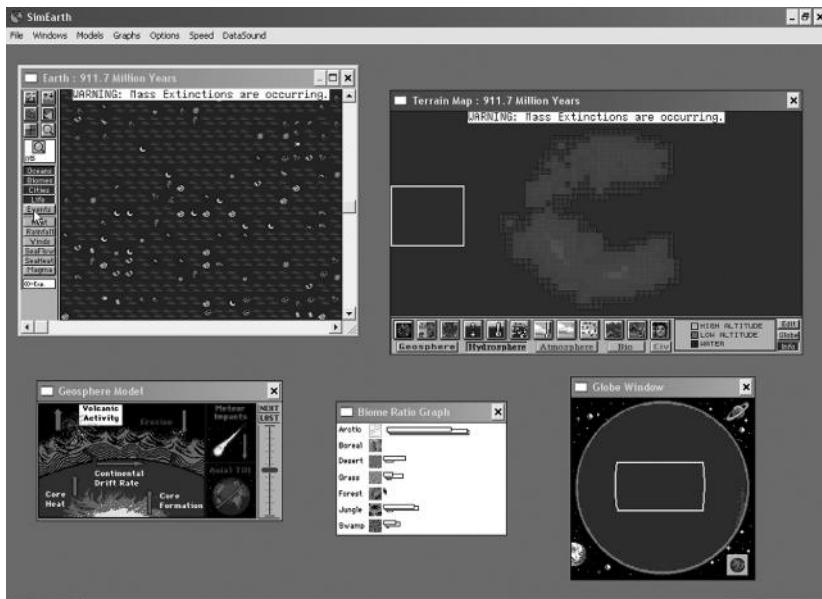 SimEarth
File Windows Models Graphs Options Speed DataSound
Earth : 911.7 Million Years
WARNING: Mass Extinctions are occurring.
Oceans
Biomes
Cities
Life
Events
Rainfall
Winds
SeaFlow
SeaHeat
Magma
Terrain Map : 911.7 Million Years
WARNING: Mass Extinctions are occurring.
Geosphere Hydrosphere Atmosphere Bio Civ
HIGH ALTITUDE
LOW ALTITUDE
WATER
Edit
Globe
Info
Geosphere Model
Volcanic
Activity
Erosion
Meteor
Impacts
NEXT
LAST
Axial Tilt
Continental
Drift Rate
Core
Heat
Core
Formation
Biome Ratio Graph
Arctic
Boreal
Desert
Grass
Forest
Jungle
Swamp
Globe Window